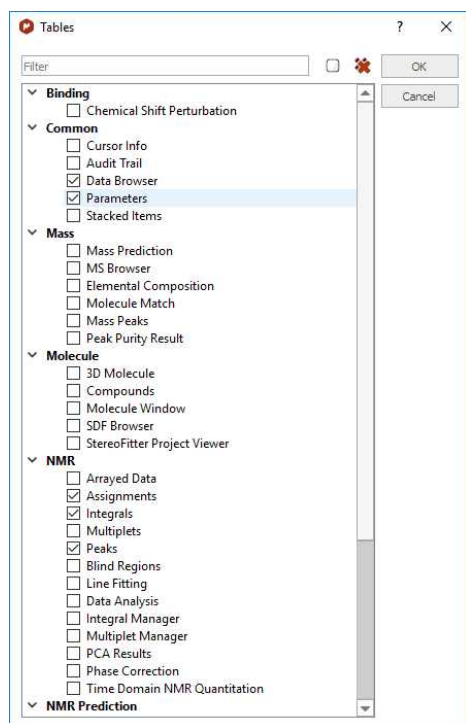 Tables
?
Filter
OK
Cancel
Binding
Chemical Shift Perturbation
Common
Cursor Info
Audit Trail
Data Browser
Parameters
Stacked Items
Mass
Mass Prediction
MS Browser
Elemental Composition
Molecule Match
Mass Peaks
Peak Purity Result
Molecule
3D Molecule
Compounds
Molecule Window
SDF Browser
StereoFitter Project Viewer
NMR
Arrayed Data
Assignments
Integrals
Multiplets
Peaks
Blind Regions
Line Fitting
Data Analysis
Integral Manager
Multiplet Manager
PCA Results
Phase Correction
Time Domain NMR Quantitation
NMR Prediction